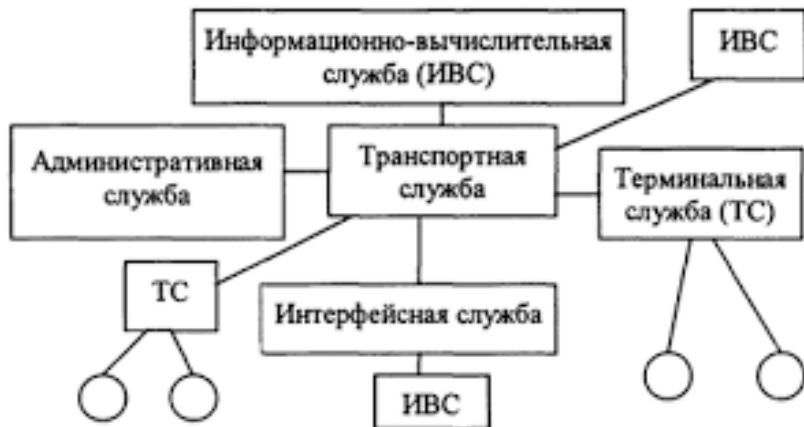 Информационно-вычислительная
служба (ИВС)
ИВС
Административная
служба
Транспортная
служба
Терминальная
служба (ТС)
ТС
Интерфейсная служба
ИВС